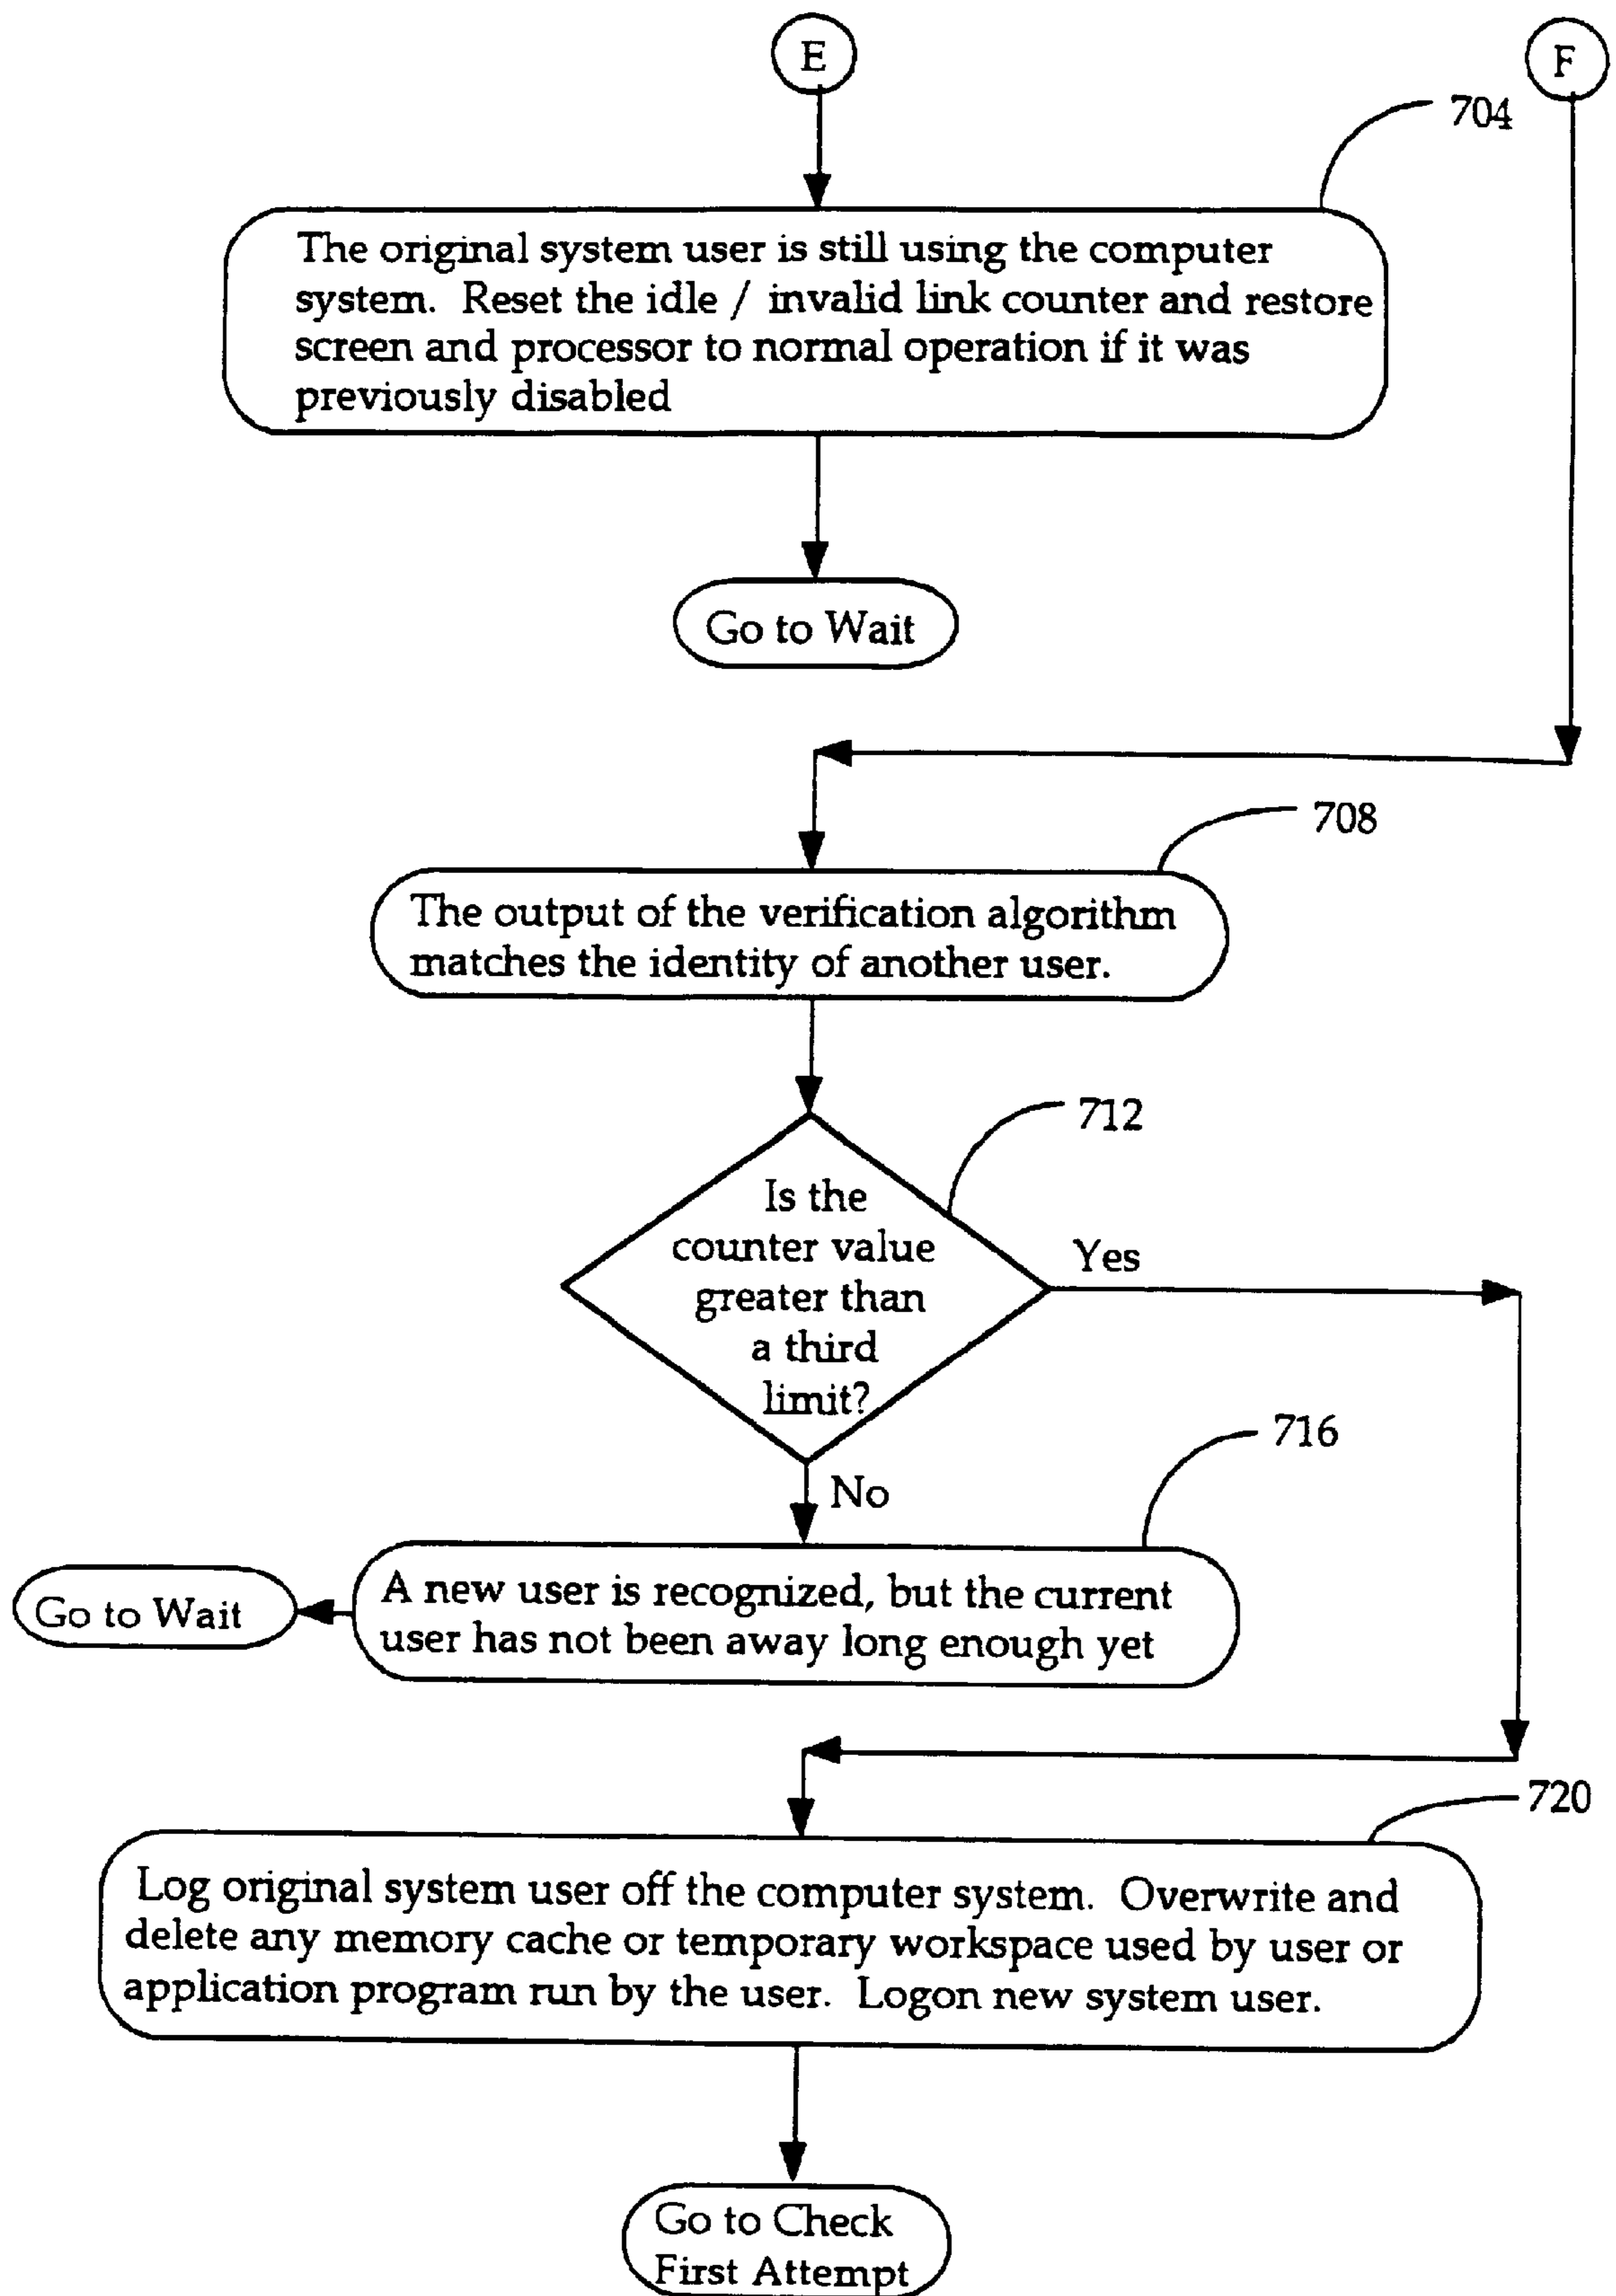 E
F
704
The original system user is still using the computer
system. Reset the idle / invalid link counter and restore
screen and processor to normal operation if it was
previously disabled
Go to Wait
708
The output of the verification algorithm
matches the identity of another user.
712
Is the
counter value
greater than
a third
limit?
Yes
No
716
A new user is recognized, but the current
user has not been away long enough yet
Go to Wait
720
Log original system user off the computer system. Overwrite and
delete any memory cache or temporary workspace used by user or
application program run by the user. Logon new system user.
Go to Check
First Attempt